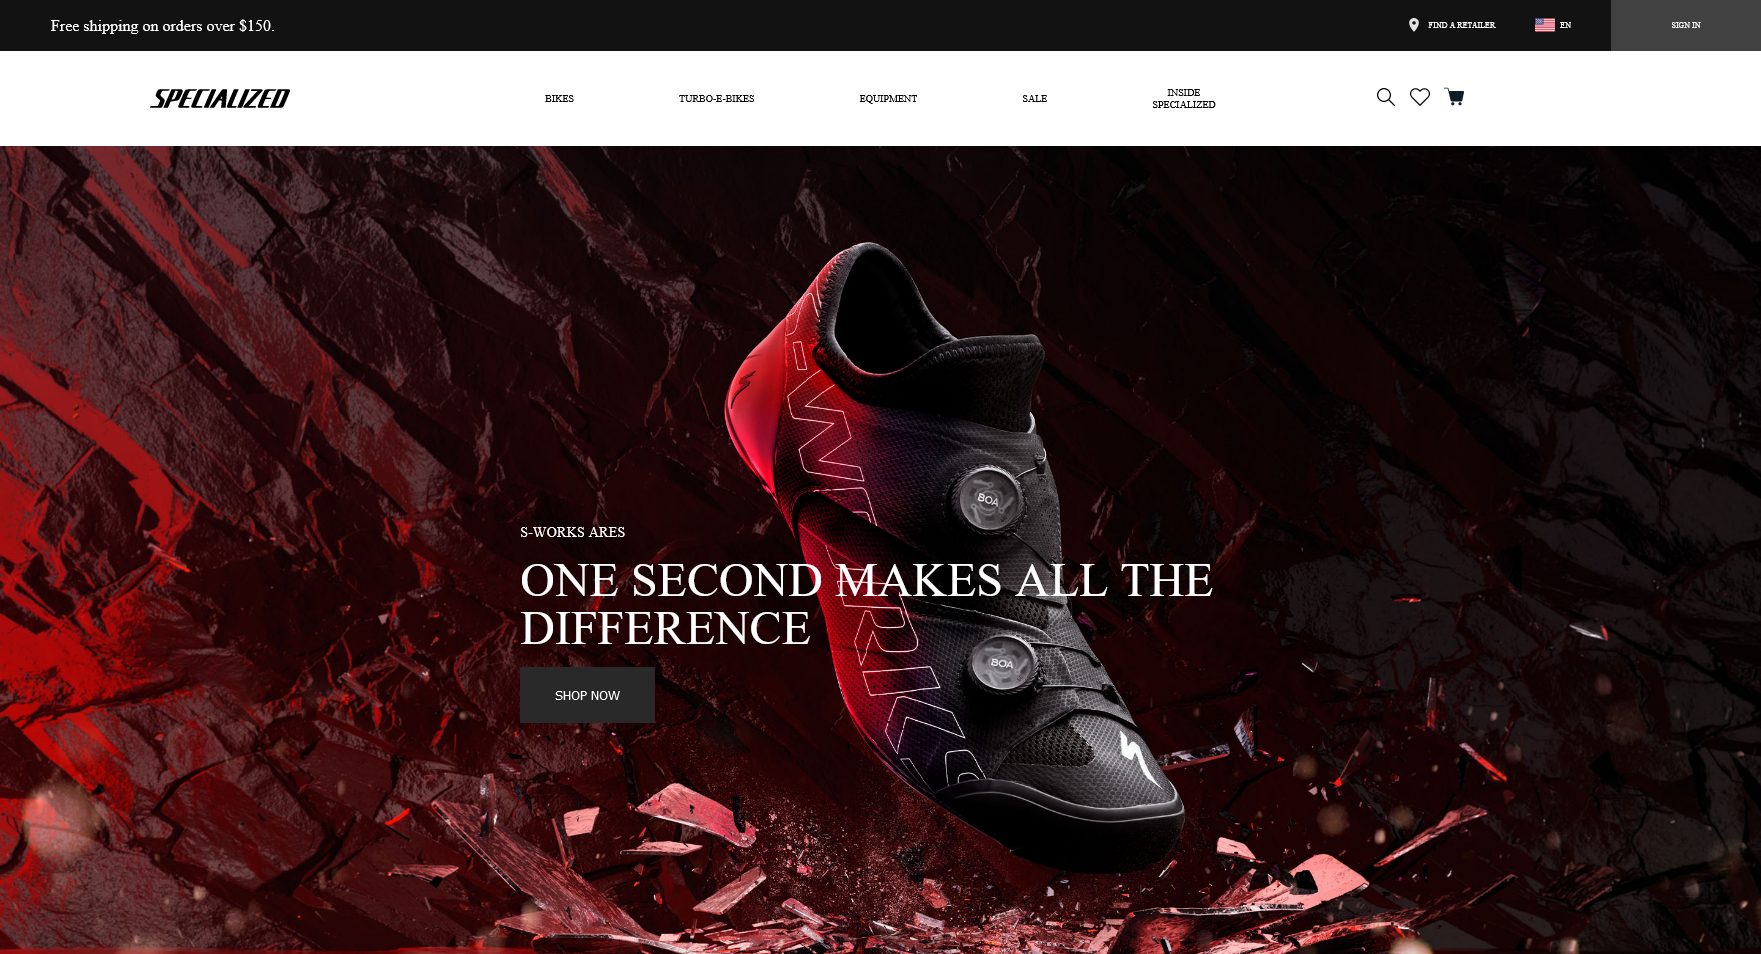 Free shipping on orders over $150.
FIND A RETAILER
EN
SIGN IN
SPECIALIZED
BIKES
TURBO-E-BIKES
EQUIPMENT
SALE
INSIDE
SPECIALIZED
BOA
S-WORKS ARES
ONE SECOND MAKES ALL THE
DIFFERENCE
BOA
SHOP NOW